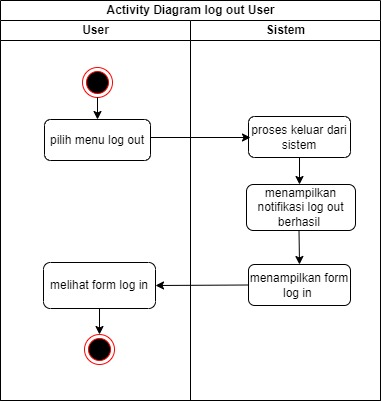 Activity Diagram log out User
User
Sistem
pilih menu log out
proses keluar dari
sistem
menampilkan
notifikasi log out
berhasil
melihat form log in
menampilkan form
log in